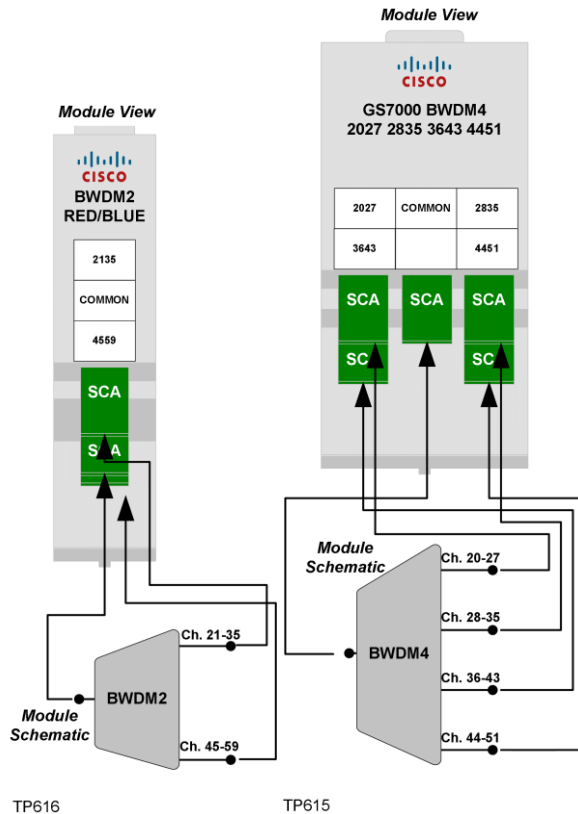 Module View
CISCO
BWDM2
RED/BLUE
2135
COMMON
4559
SCA
SCA
Ch. 21-35
BWDM2
Module
Schematic
Ch. 45-59
TP616
Module View
CISCO
GS7000 BWDM4
2027 2835 3643 4451
2027 COMMON 2835
3643 4451
SCA SCA SCA
SC SC
Module
Schematic
Ch. 20-27
Ch. 28-35
BWDM4
Ch. 36-43
Ch. 44-51
TP615